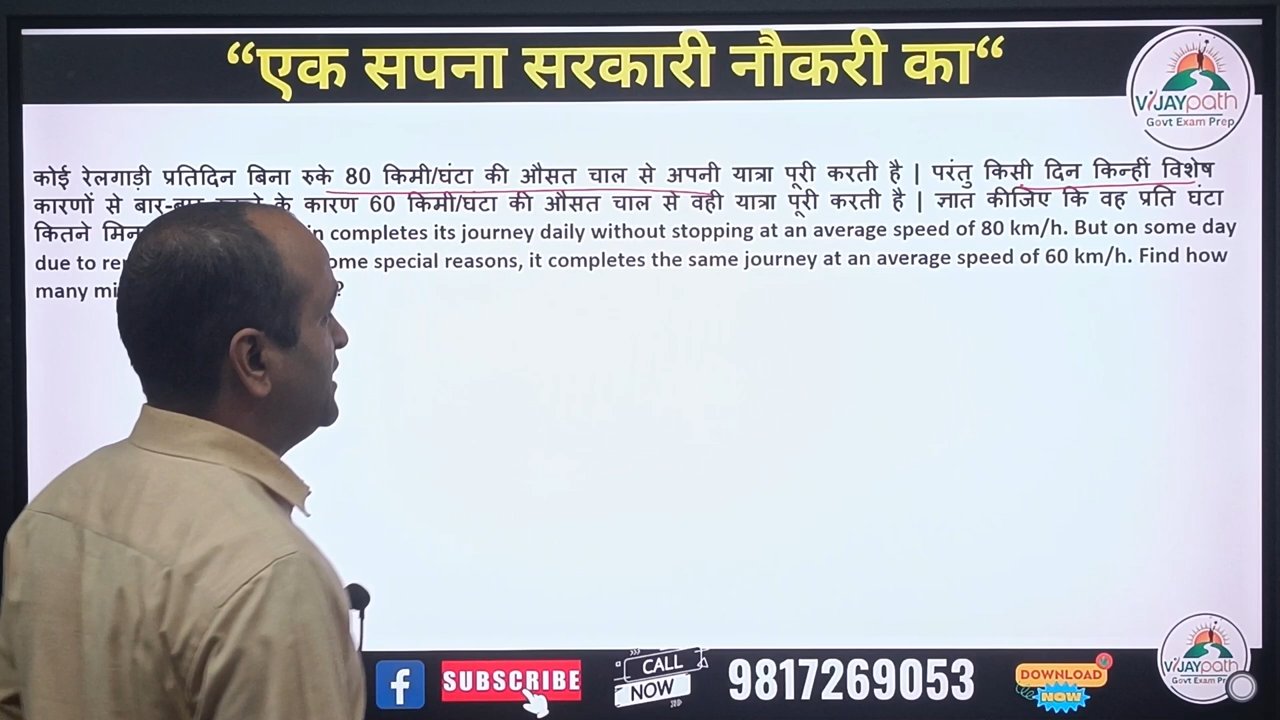 “एक सपना सरकारी नौकरी का“
VIJAYpath
Govt Exam Prep
कोई रेलगाड़ी प्रतिदिन बिना रुके 80 किमी/घंटा की औसत चाल से अपनी यात्रा पूरी करती है | परंतु किसी दिन किन्हीं विशेष
कारणों से के कारण 60 किमी/घंटा की औसत चाल से वही यात्रा पूरी करती है | ज्ञात कीजिए कि वह प्रति घंटा
कितने completes its journey daily without stopping at an average speed of 80 km/h. But on some day
due to some special reasons, it completes the same journey at an average speed of 60 km/h. Find how
many ?
SUBSCRIBE
CALL
NOW
9817269053
DOWNLOAD
NOW
VIJAYpath
Govt Exam